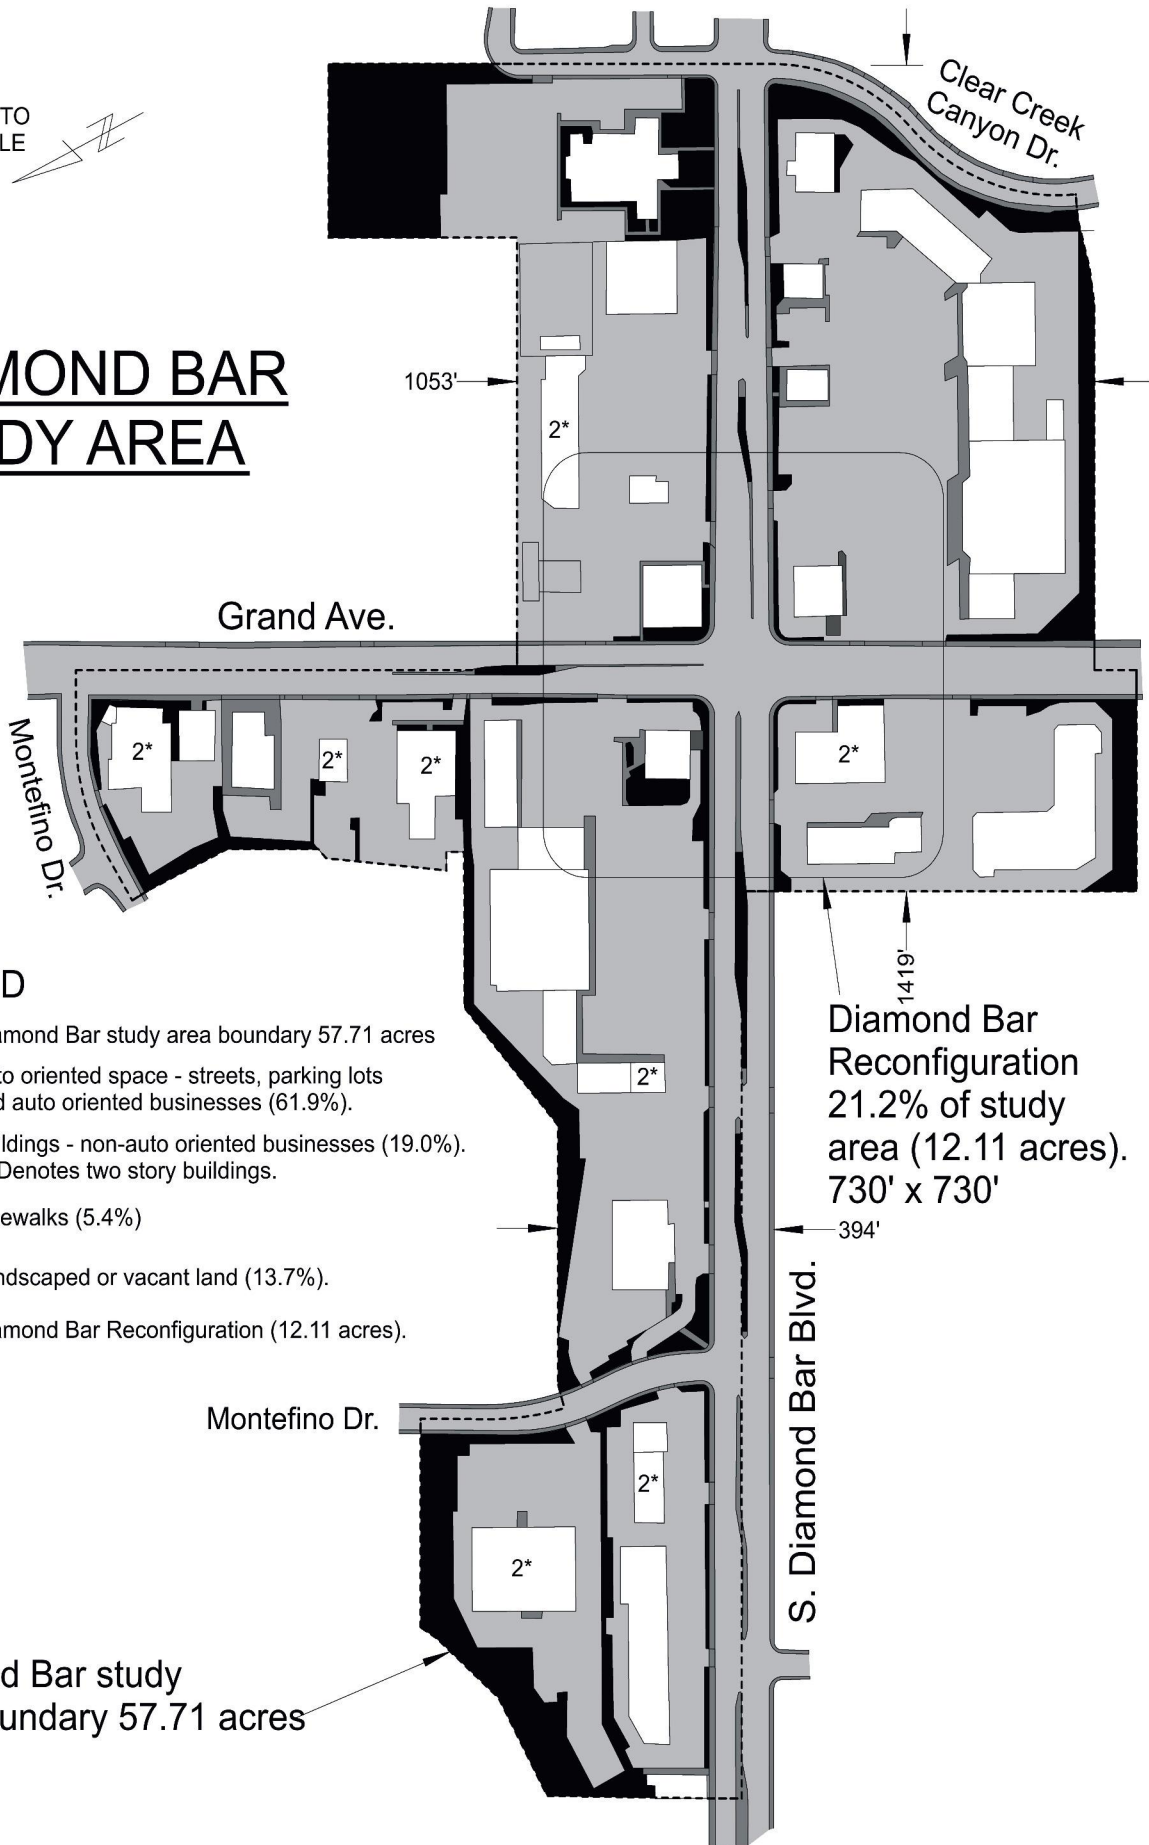 TO
LE
Clear Creek
Canyon Dr.
MOND BAR
DY AREA
1053'
2*
Grand Ave.
Montefino Dr.
2*
2*
2*
2*
1419'
D
amond Bar study area boundary 57.71 acres
to oriented space - streets, parking lots
d auto oriented businesses (61.9%).
ildings - non-auto oriented businesses (19.0%).
Denotes two story buildings.
ewalks (5.4%)
ndscaped or vacant land (13.7%).
amond Bar Reconfiguration (12.11 acres).
Diamond Bar
Reconfiguration
21.2% of study
area (12.11 acres).
730' x 730'
2*
394'
Montefino Dr.
S. Diamond Bar Blvd.
2*
2*
d Bar study
undary 57.71 acres